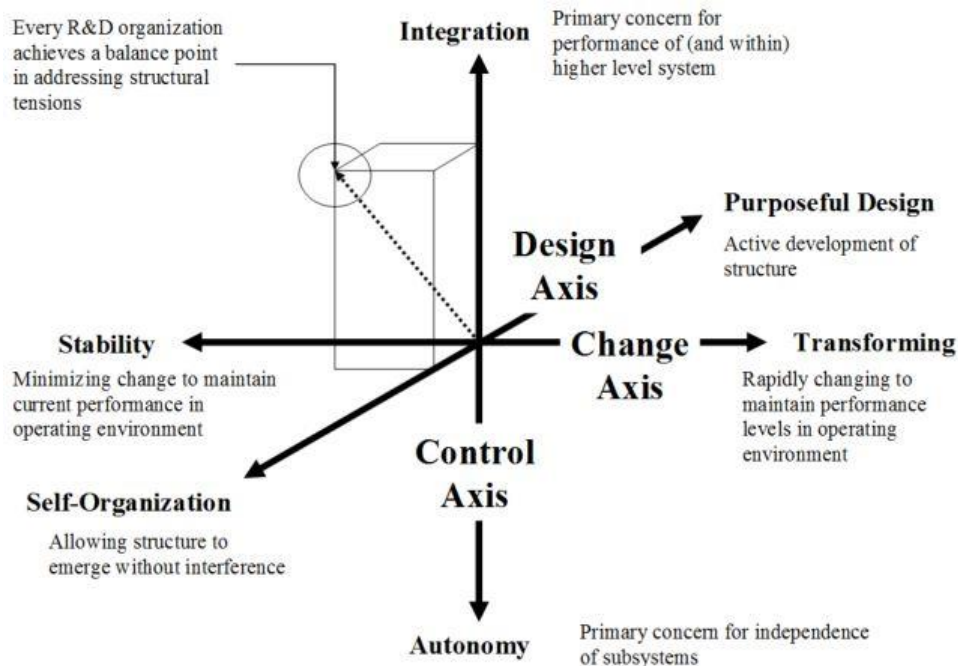 Every R&D organization
achieves a balance point
in addressing structural
tensions
Integration
Primary concern for
performance of (and within)
higher level system
Purposeful Design
Active development of
structure
Design
Axis
Stability
Minimizing change to maintain
current performance in
operating environment
Change
Axis
Transforming
Rapidly changing to
maintain performance
levels in operating
environment
Control
Axis
Self-Organization
Allowing structure to
emerge without interference
Autonomy
Primary concern for independence
of subsystems